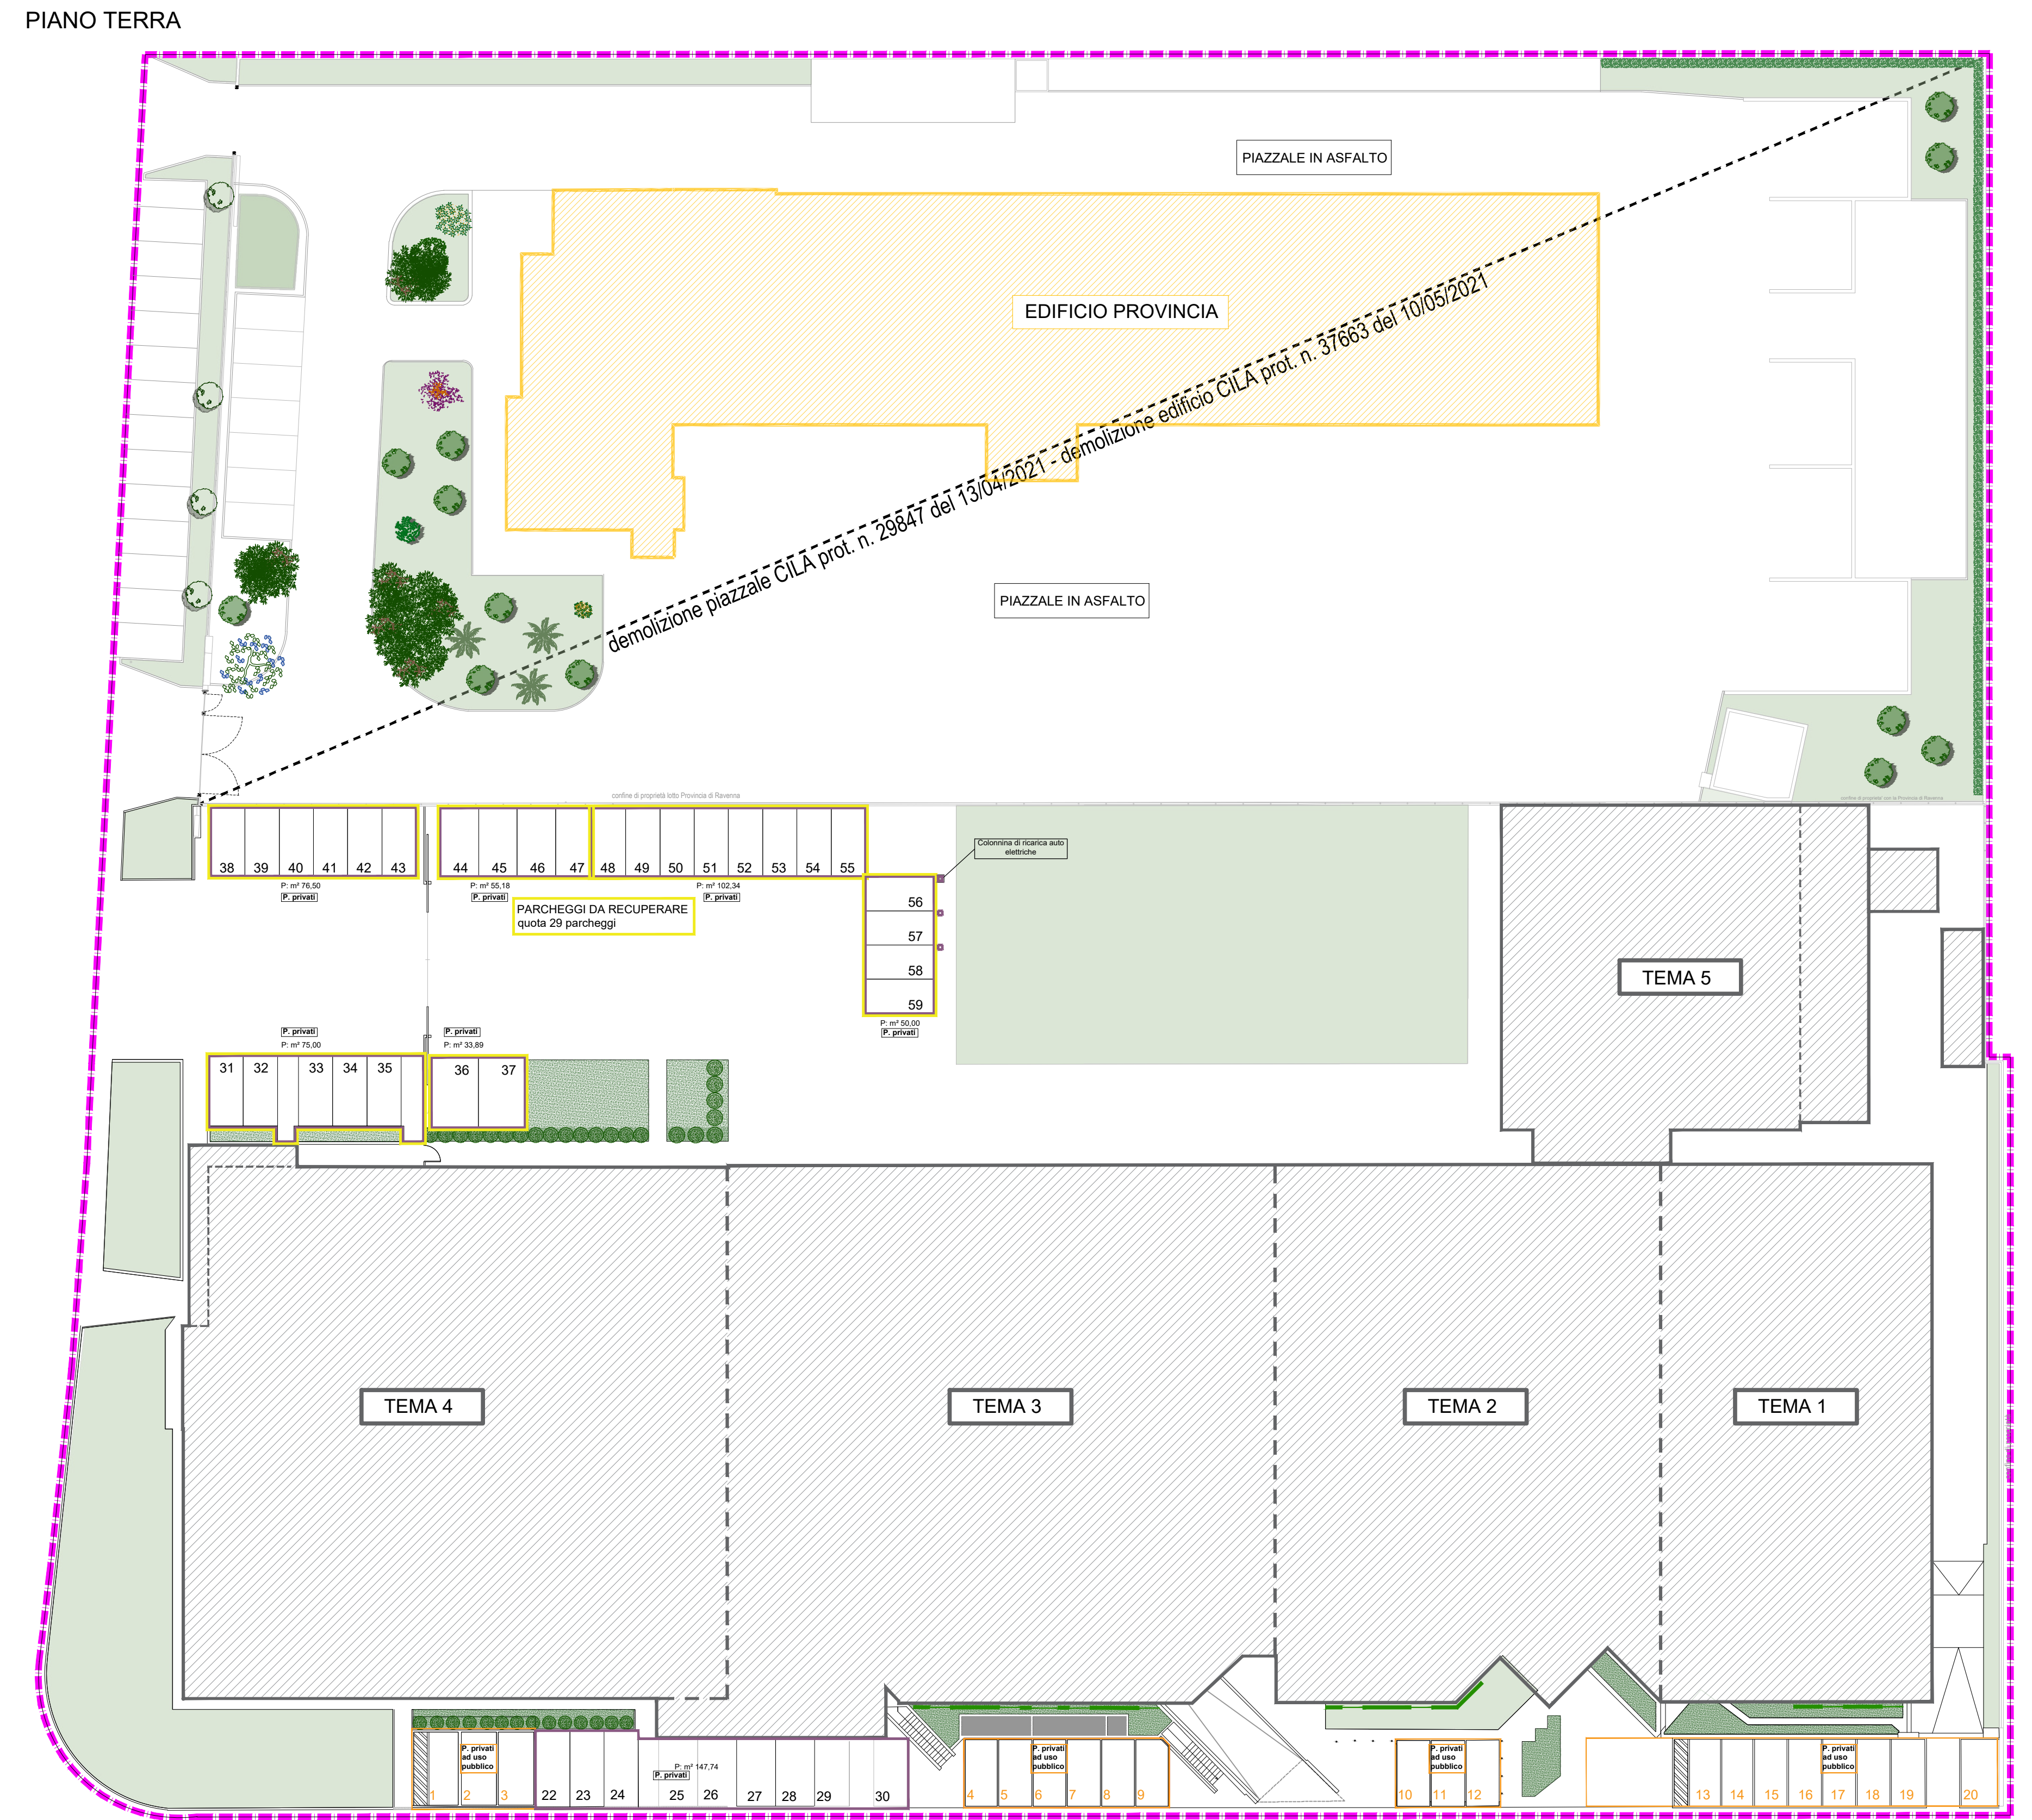 PIANO TERRA
PIAZZALE IN ASFALTO
EDIFICIO PROVINCIA
demolizione piazzale CILA prot. n. 29847 del 13/04/2021 - demolizione edificio CILA prot. n. 37663 del 10/05/2021
PIAZZALE IN ASFALTO
confine di proprietà lotto Provincia di Ravenna
confine di proprietà con la Provincia di Ravenna
Colonnina di ricarica auto
elettriche
38 39 40 41 42 43
44 45 46 47 48 49 50 51 52 53 54 55
P: m² 76,50
P. privati
P: m² 55,18
P. privati
P: m² 102,34
P. privati
PARCHEGGI DA RECUPERARE
quota 29 parcheggi
56
57
58
59
P: m² 50,00
P. privati
TEMA 5
P. privati
P: m² 75,00
P. privati
P: m² 33,89
31 32 33 34 35
36 37
TEMA 4
TEMA 3
TEMA 2
TEMA 1
P. privati
ad uso
pubblico
1 2 3
P: m² 147,74
P. privati
22 23 24 25 26 27 28 29 30
P. privati
ad uso
pubblico
4 5 6 7 8 9
P. privati
ad uso
pubblico
10 11 12
P. privati
ad uso
pubblico
13 14 15 16 17 18 19 20